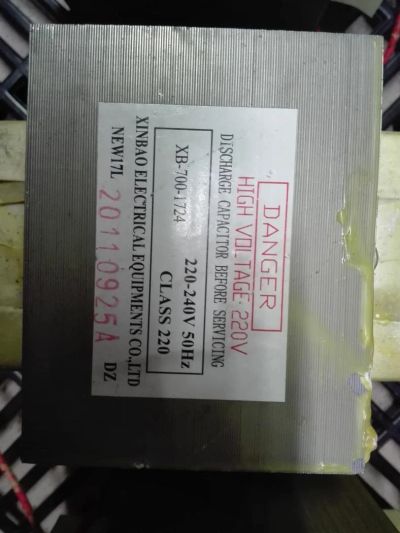 DANGER
HIGH VOLTAGE 220V
DISCHARGE CAPACITOR BEFORE SERVICING
220-240V 50Hz
XB-700-1724
CLASS 220
XINBAO ELECTRICAL EQUIPMENTS CO.,LTD
NEW17L
DZ
20110925A